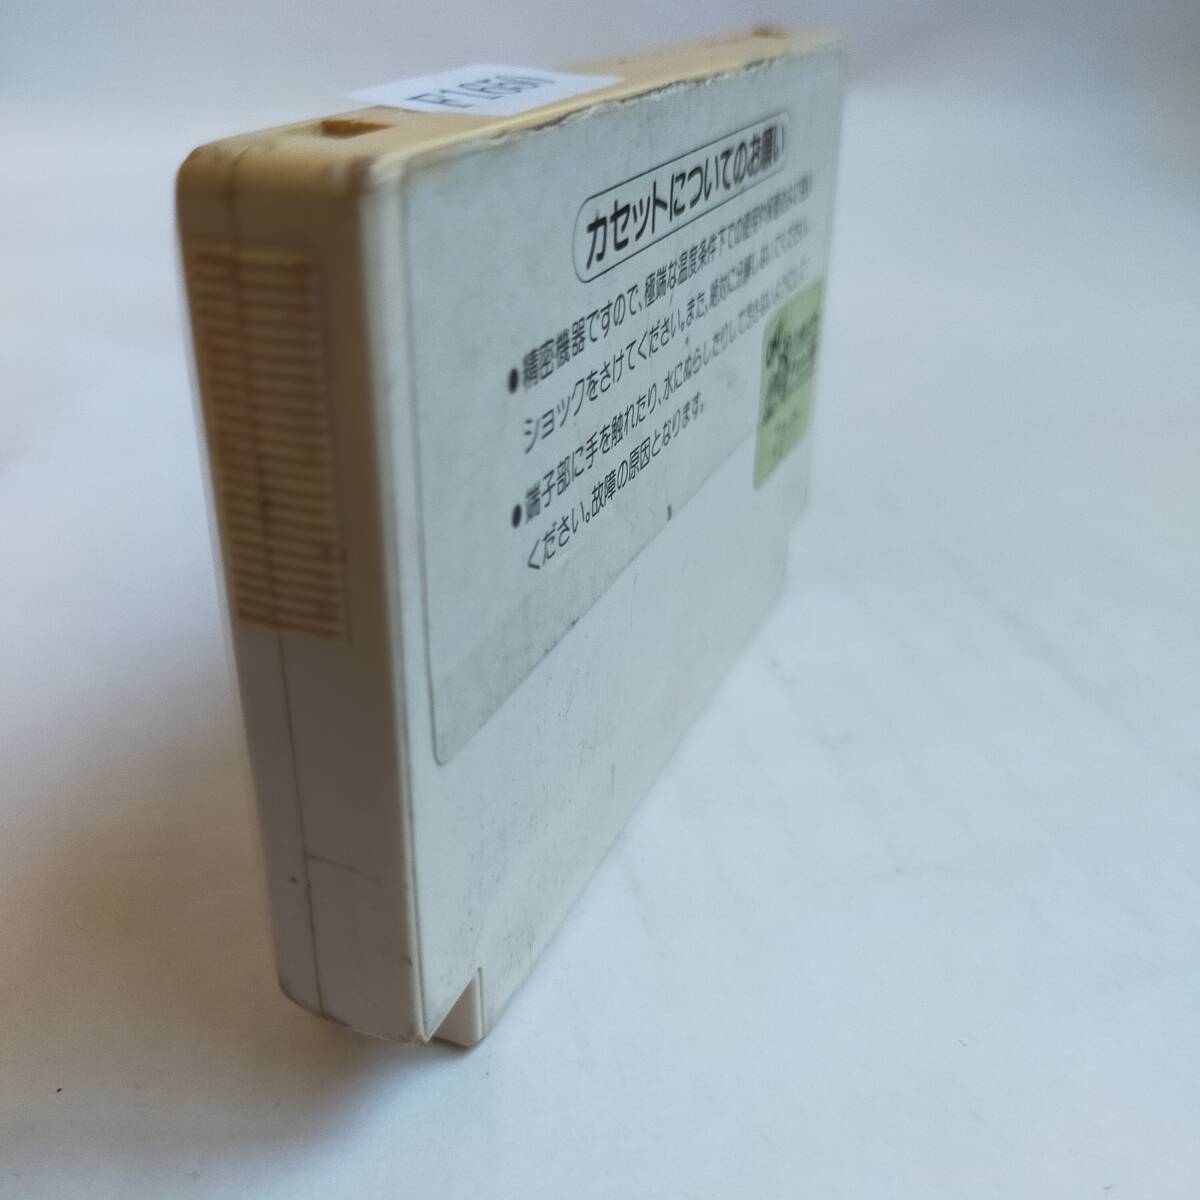 F1650
カセットについてのお願い
●精密機器ですので、極端な温度条件下での使用や保管および強い
ショックをさけてください。また、絶対に分解しないでください。
●端子部に手を触れたり、水にぬらしたりして汚さないようにして
ください。故障の原因となります。